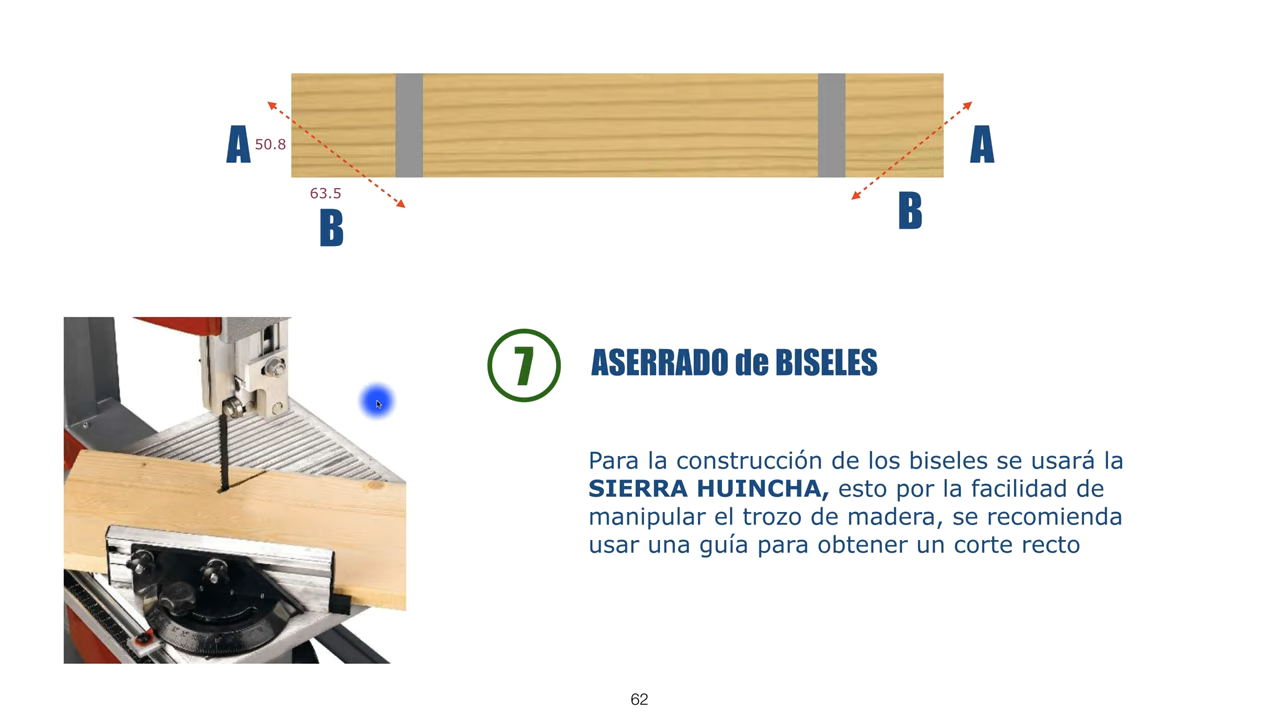 A
50.8
A
63.5
B
B
7
ASERRADO de BISELES
Para la construcción de los biseles se usará la
SIERRA HUINCHA, esto por la facilidad de
manipular el trozo de madera, se recomienda
usar una guía para obtener un corte recto
62